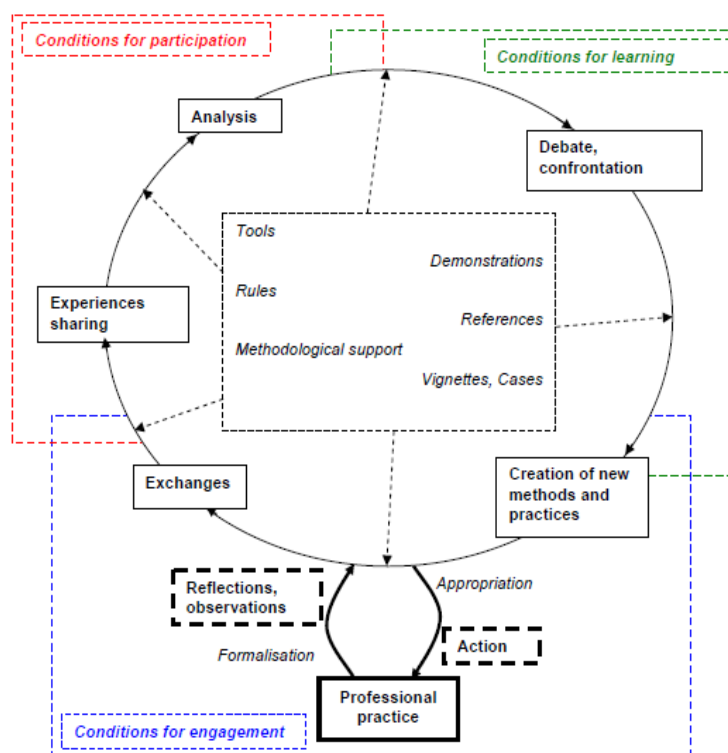 Conditions for participation
Conditions for learning
Analysis
Debate,
confrontation
Tools
Demonstrations
Rules
Experiences
sharing
References
Methodological support
Vignettes, Cases
Exchanges
Creation of new
methods and
practices
Reflections,
observations
Appropriation
Formalisation
Action
Professional
practice
Conditions for engagement